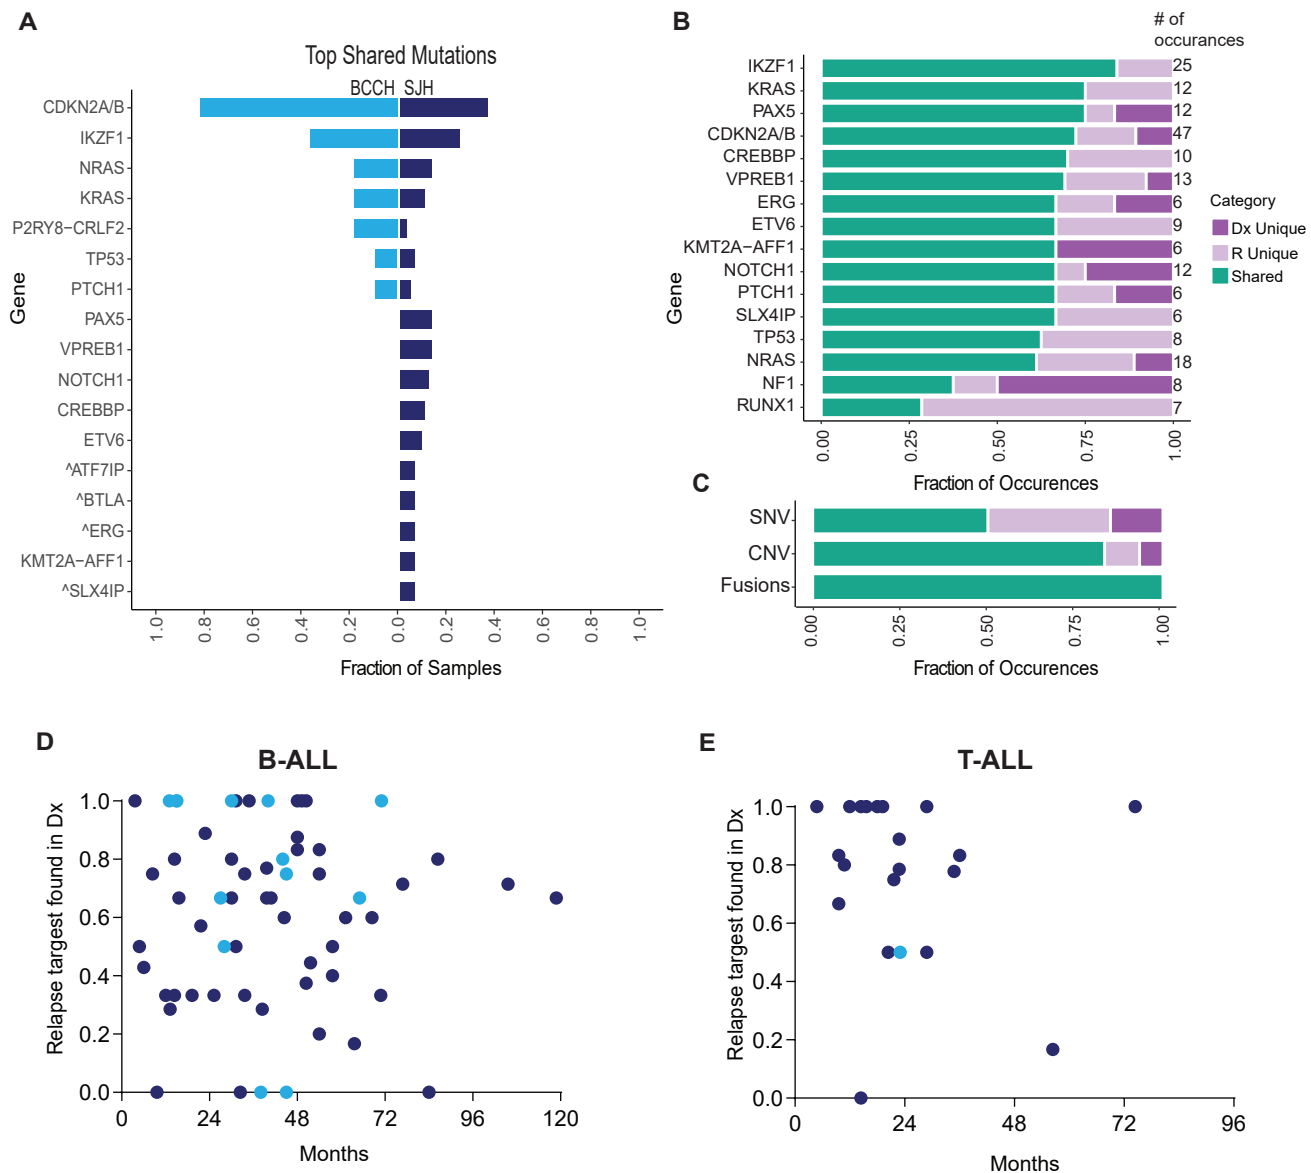 A
Top Shared Mutations
BCCH SJH
Gene
CDKN2A/B
IKZF1
NRAS
KRAS
P2RY8−CRLF2
TP53
PTCH1
PAX5
VPREB1
NOTCH1
CREBBP
ETV6
^ATF7IP
^BTLA
^ERG
KMT2A−AFF1
^SLX4IP
1.0 0.8 0.6 0.4 0.2 0.0 0.2 0.4 0.6 0.8 1.0
Fraction of Samples
B
# of
occurances
Gene
IKZF1 25
KRAS 12
PAX5 12
CDKN2A/B 47
CREBBP 10
VPREB1 13
ERG 6
ETV6 9
KMT2A−AFF1 6
NOTCH1 12
PTCH1 6
SLX4IP 6
TP53 8
NRAS 18
NF1 8
RUNX1 7
0.00 0.25 0.50 0.75 1.00
Fraction of Occurences
Category
Dx Unique
R Unique
Shared
C
SNV
CNV
Fusions
0.00 0.25 0.50 0.75 1.00
Fraction of Occurences
D
B-ALL
Relapse targest found in Dx
1.0
0.8
0.6
0.4
0.2
0.0
0 24 48 72 96 120
Months
E
T-ALL
Relapse targest found in Dx
1.0
0.8
0.6
0.4
0.2
0.0
0 24 48 72 96
Months